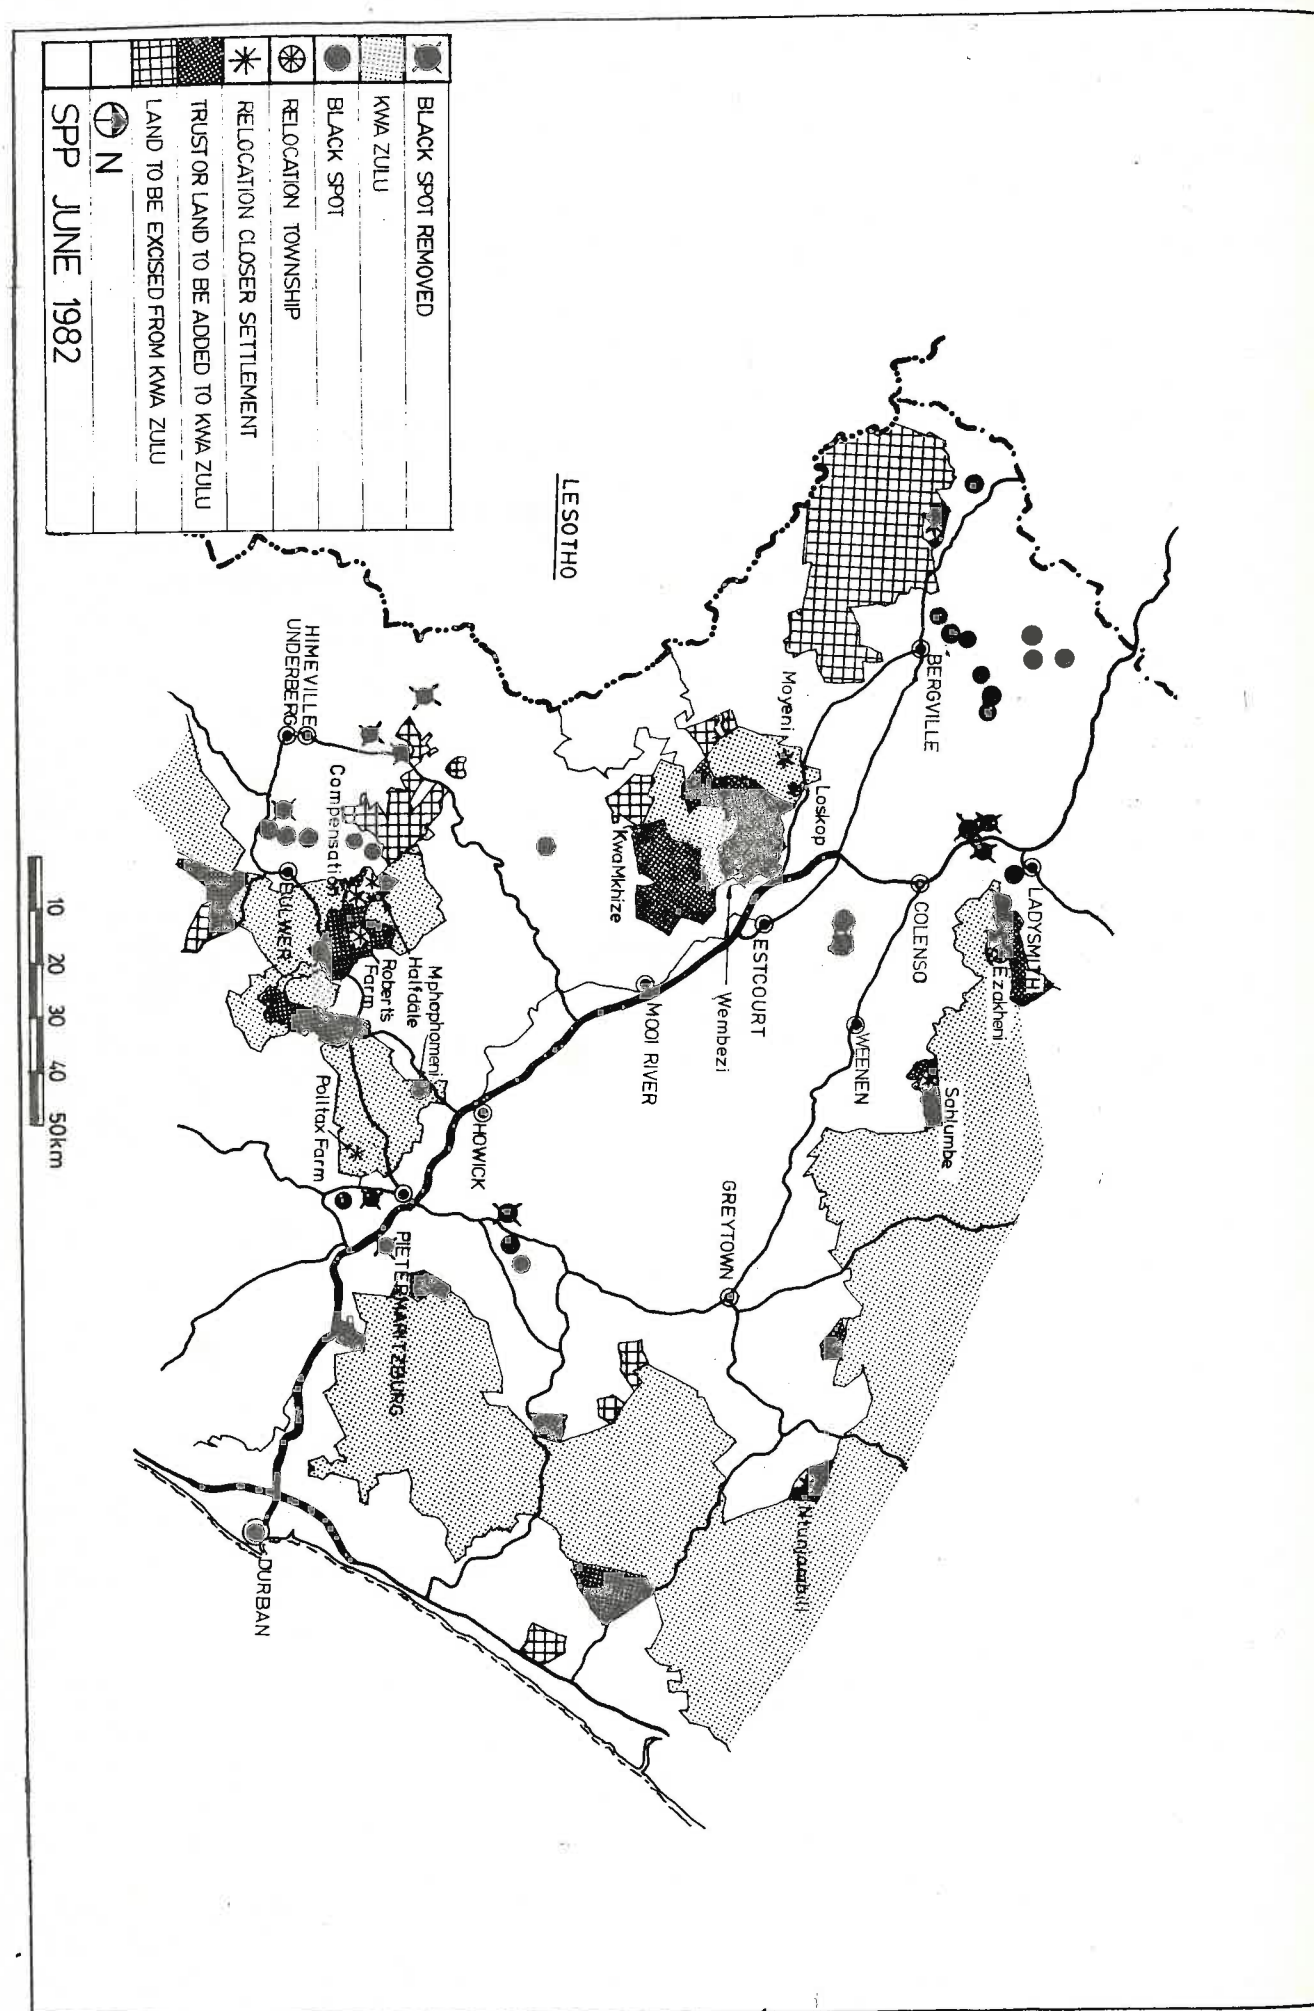 BLACK SPOT REMOVED
KWA ZULU
BLACK SPOT
RELOCATION TOWNSHIP
RELOCATION CLOSER SETTLEMENT
TRUST OR LAND TO BE ADDED TO KWA ZULU
LAND TO BE EXCISED FROM KWA ZULU
N
SPP JUNE 1982
LESOTHO
BERGVILLE
LADYSMITH
Ezakheni
COLENSO
Moyeni
Loskop
KwaMkhize
WEENEN
Sahlumbe
ESTCOURT
Wembezi
MOOI RIVER
HIMEVILLE
UNDERBERG
Compensation
BULWER
Roberts
Farm
Mphophomeni
Halfdale
Polltax Farm
HOWICK
GREYTOWN
PIETERMARITZBURG
Ntunjambili
DURBAN
10 20 30 40 50km